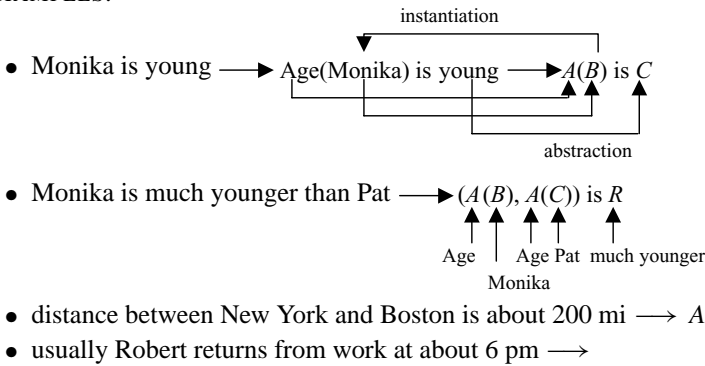 instantiation
• Monika is young ⟶ Age(Monika) is young ⟶ A(B) is C
abstraction
• Monika is much younger than Pat ⟶ (A(B), A(C)) is R
Age Age Pat much younger
Monika
• distance between New York and Boston is about 200 mi ⟶ A
• usually Robert returns from work at about 6 pm ⟶